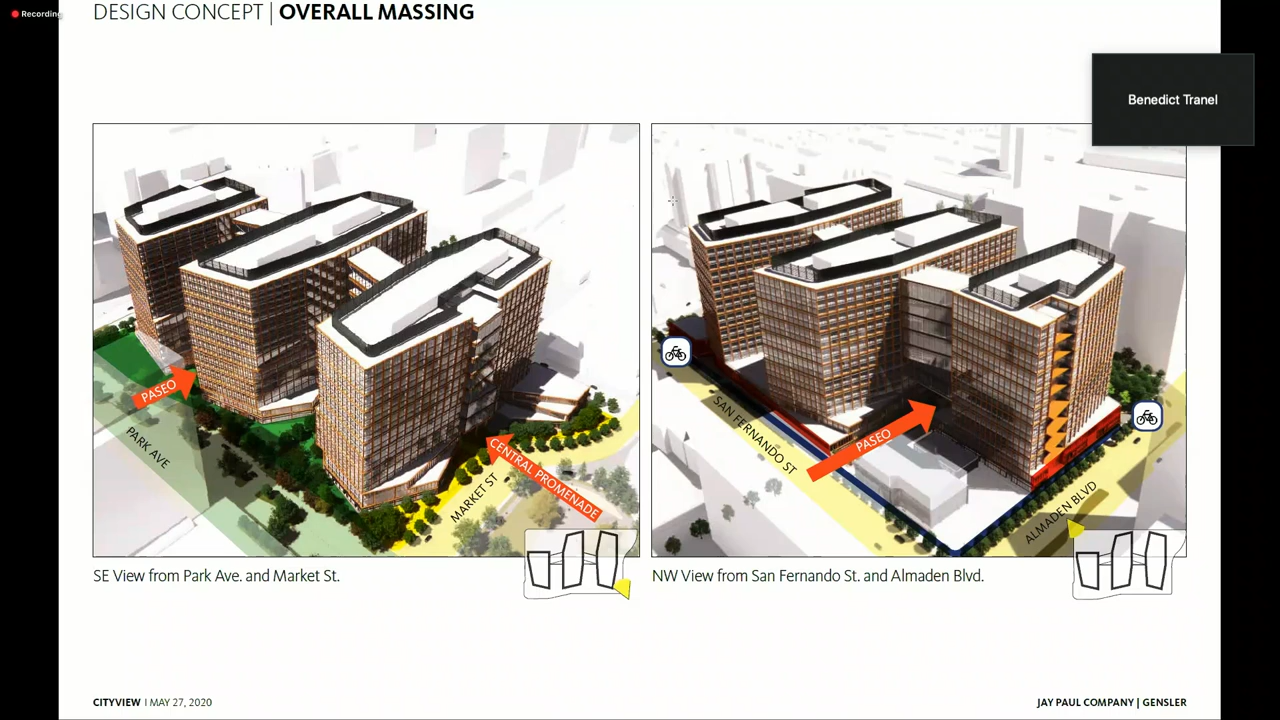 Recording
DESIGN CONCEPT | OVERALL MASSING
Benedict Tranel
PASEO
PARK AVE
MARKET ST
CENTRAL PROMENADE
SAN FERNANDO ST
PASEO
ALMADEN BLVD
SE View from Park Ave. and Market St.
NW View from San Fernando St. and Almaden Blvd.
CITYVIEW | MAY 27, 2020
JAY PAUL COMPANY | GENSLER